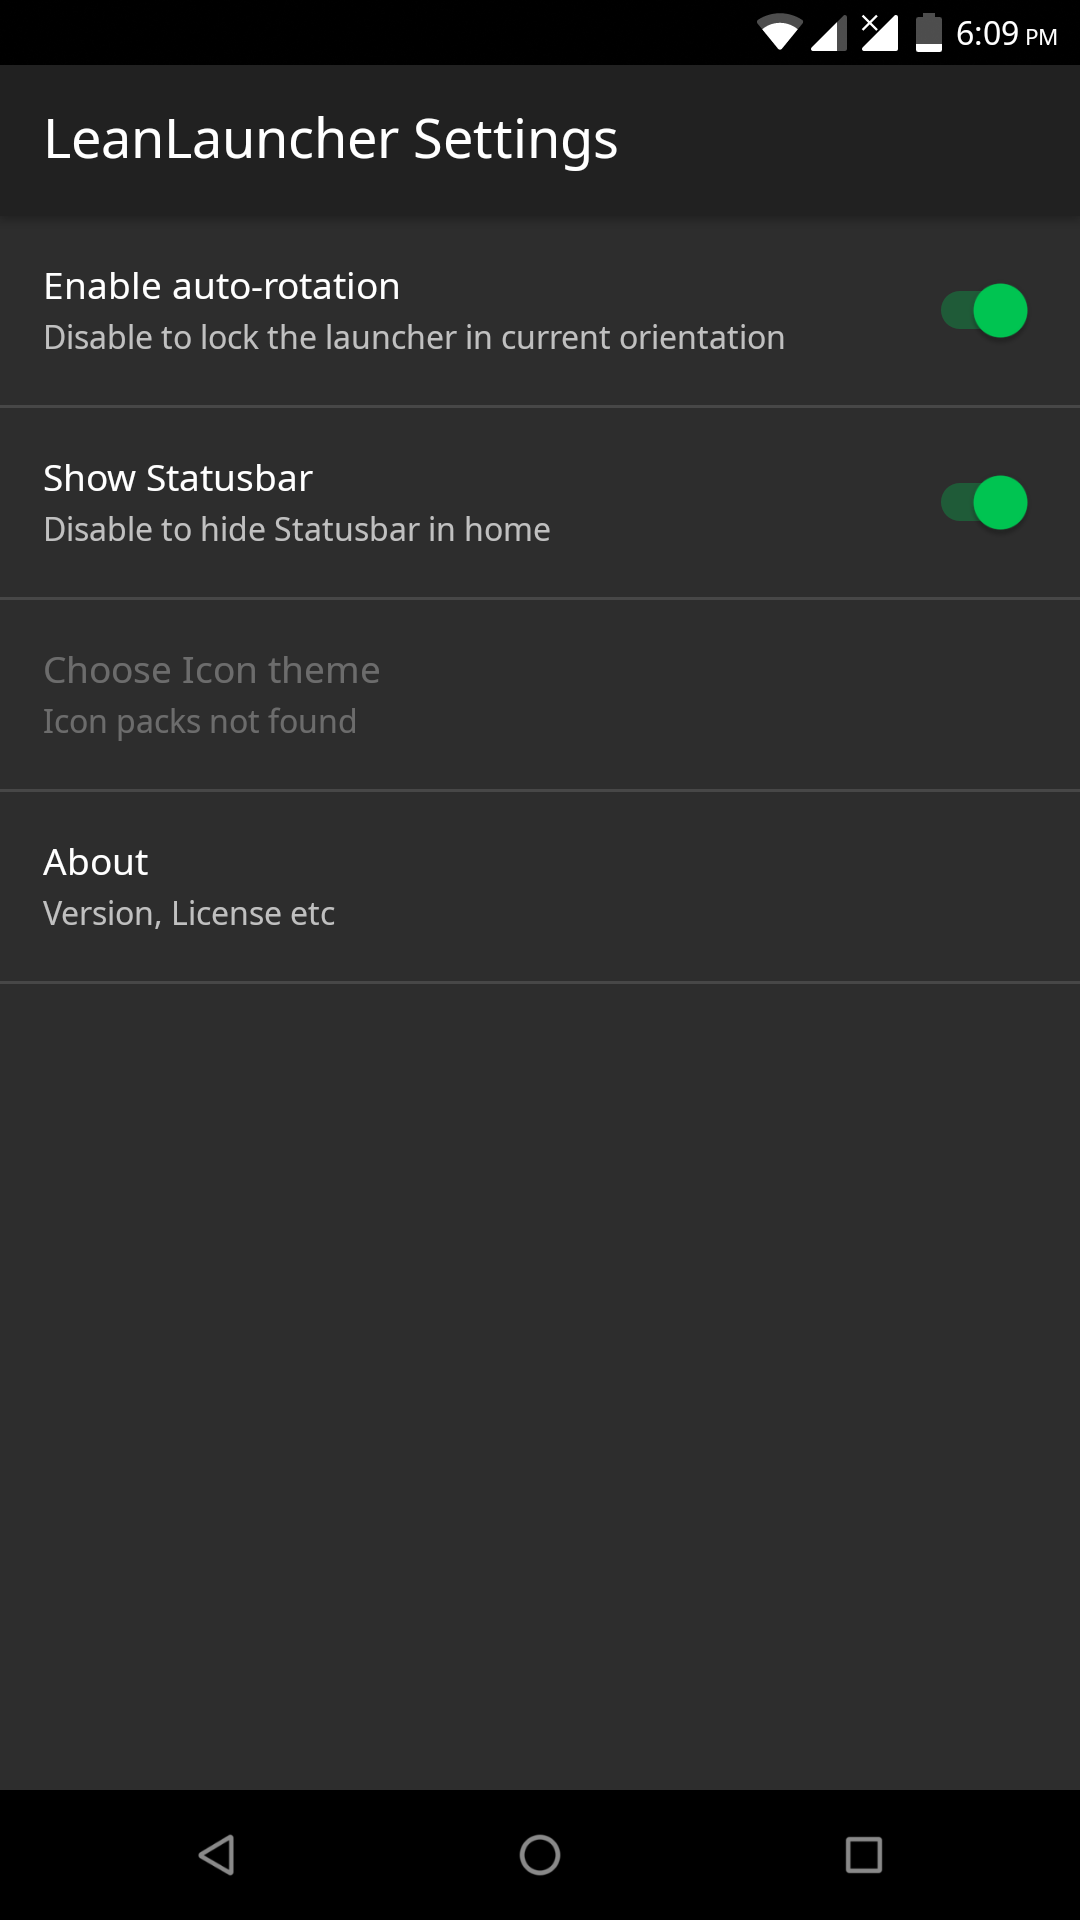 6:09 PM
LeanLauncher Settings
Enable auto-rotation
Disable to lock the launcher in current orientation
Show Statusbar
Disable to hide Statusbar in home
Choose Icon theme
Icon packs not found
About
Version, License etc